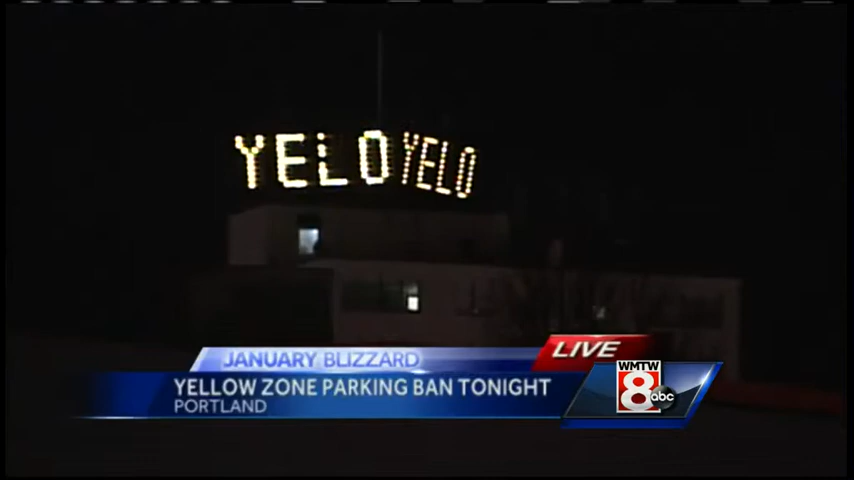 YELO YELO
JANUARY BLIZZARD
LIVE
YELLOW ZONE PARKING BAN TONIGHT
PORTLAND
WMTW
8 abc